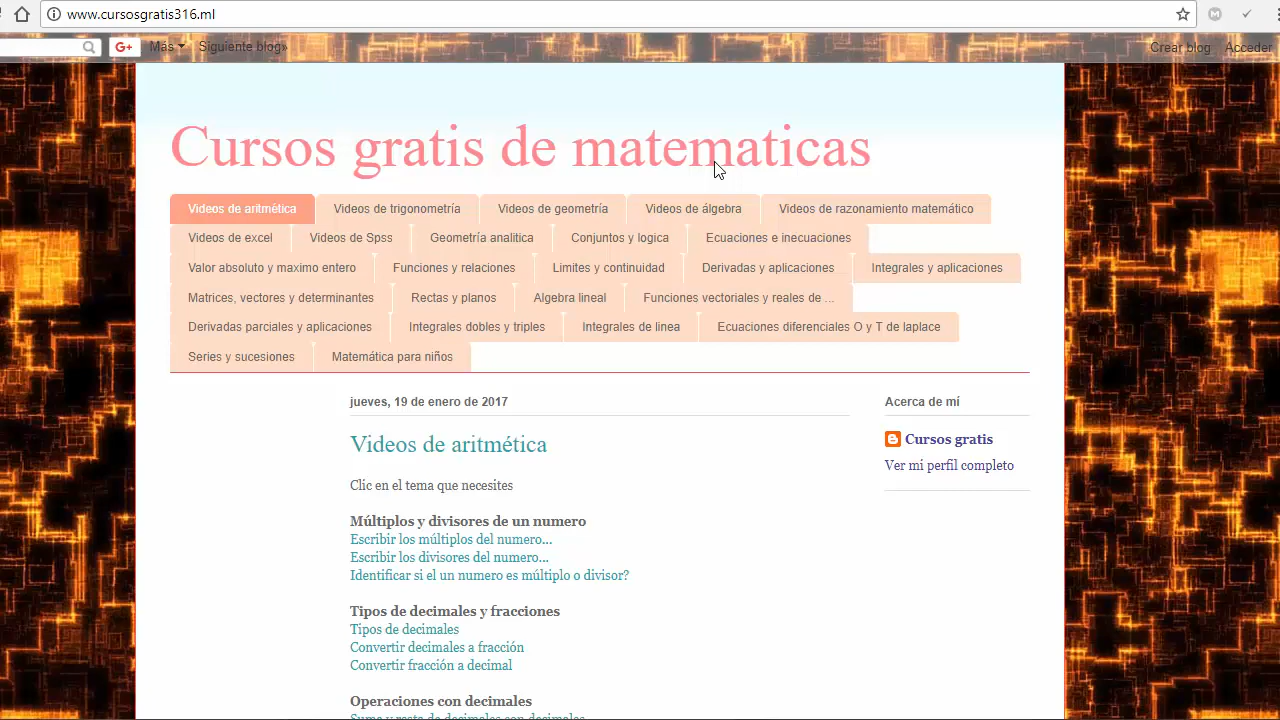 www.cursosgratis316.ml
G+ Más Siguiente blog» Crear blog Acceder
Cursos gratis de matematicas
Videos de aritmética Videos de trigonometría Videos de geometría Videos de álgebra Videos de razonamiento matemático
Videos de excel Videos de Spss Geometría analitica Conjuntos y logica Ecuaciones e inecuaciones
Valor absoluto y maximo entero Funciones y relaciones Limites y continuidad Derivadas y aplicaciones Integrales y aplicaciones
Matrices, vectores y determinantes Rectas y planos Algebra lineal Funciones vectoriales y reales de ...
Derivadas parciales y aplicaciones Integrales dobles y triples Integrales de linea Ecuaciones diferenciales O y T de laplace
Series y sucesiones Matemática para niños
jueves, 19 de enero de 2017
Videos de aritmética
Clic en el tema que necesites
Múltiplos y divisores de un numero
Escribir los múltiplos del numero...
Escribir los divisores del numero...
Identificar si el un numero es múltiplo o divisor?
Tipos de decimales y fracciones
Tipos de decimales
Convertir decimales a fracción
Convertir fracción a decimal
Operaciones con decimales
Suma y resta de decimales con decimales
Acerca de mí
Cursos gratis
Ver mi perfil completo